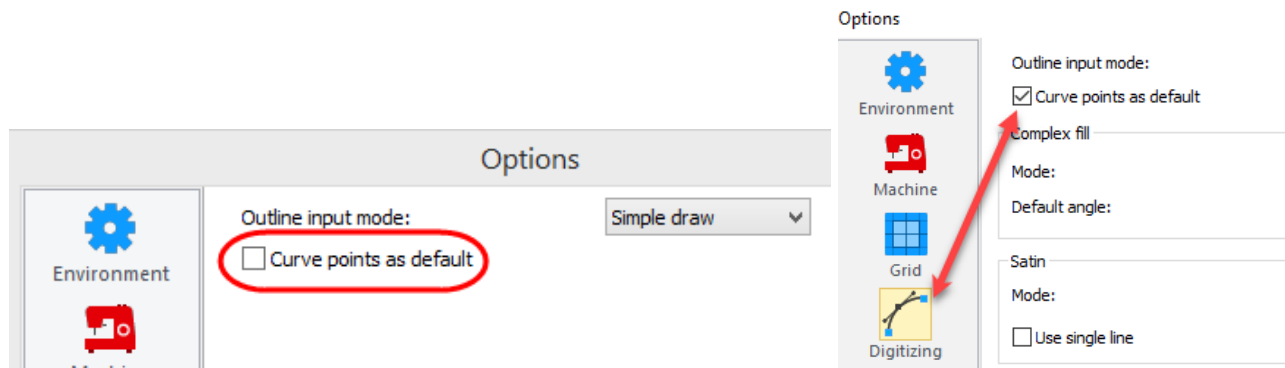 Options
Outline input mode:
Simple draw
Curve points as default
Environment
Options
Environment
Machine
Grid
Digitizing
Outline input mode:
Curve points as default
Complex fill
Mode:
Default angle:
Satin
Mode:
Use single line